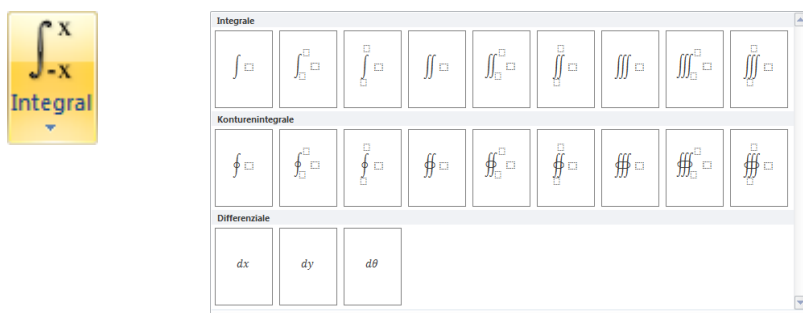 x
-x
Integral
Integrale
∫ ∫ ∫ ∬ ∬ ∬ ∭ ∭ ∭
Konturenintegrale
∮ ∮ ∮ ∯ ∯ ∯ ∰ ∰ ∰
Differenziale
dx dy dθ